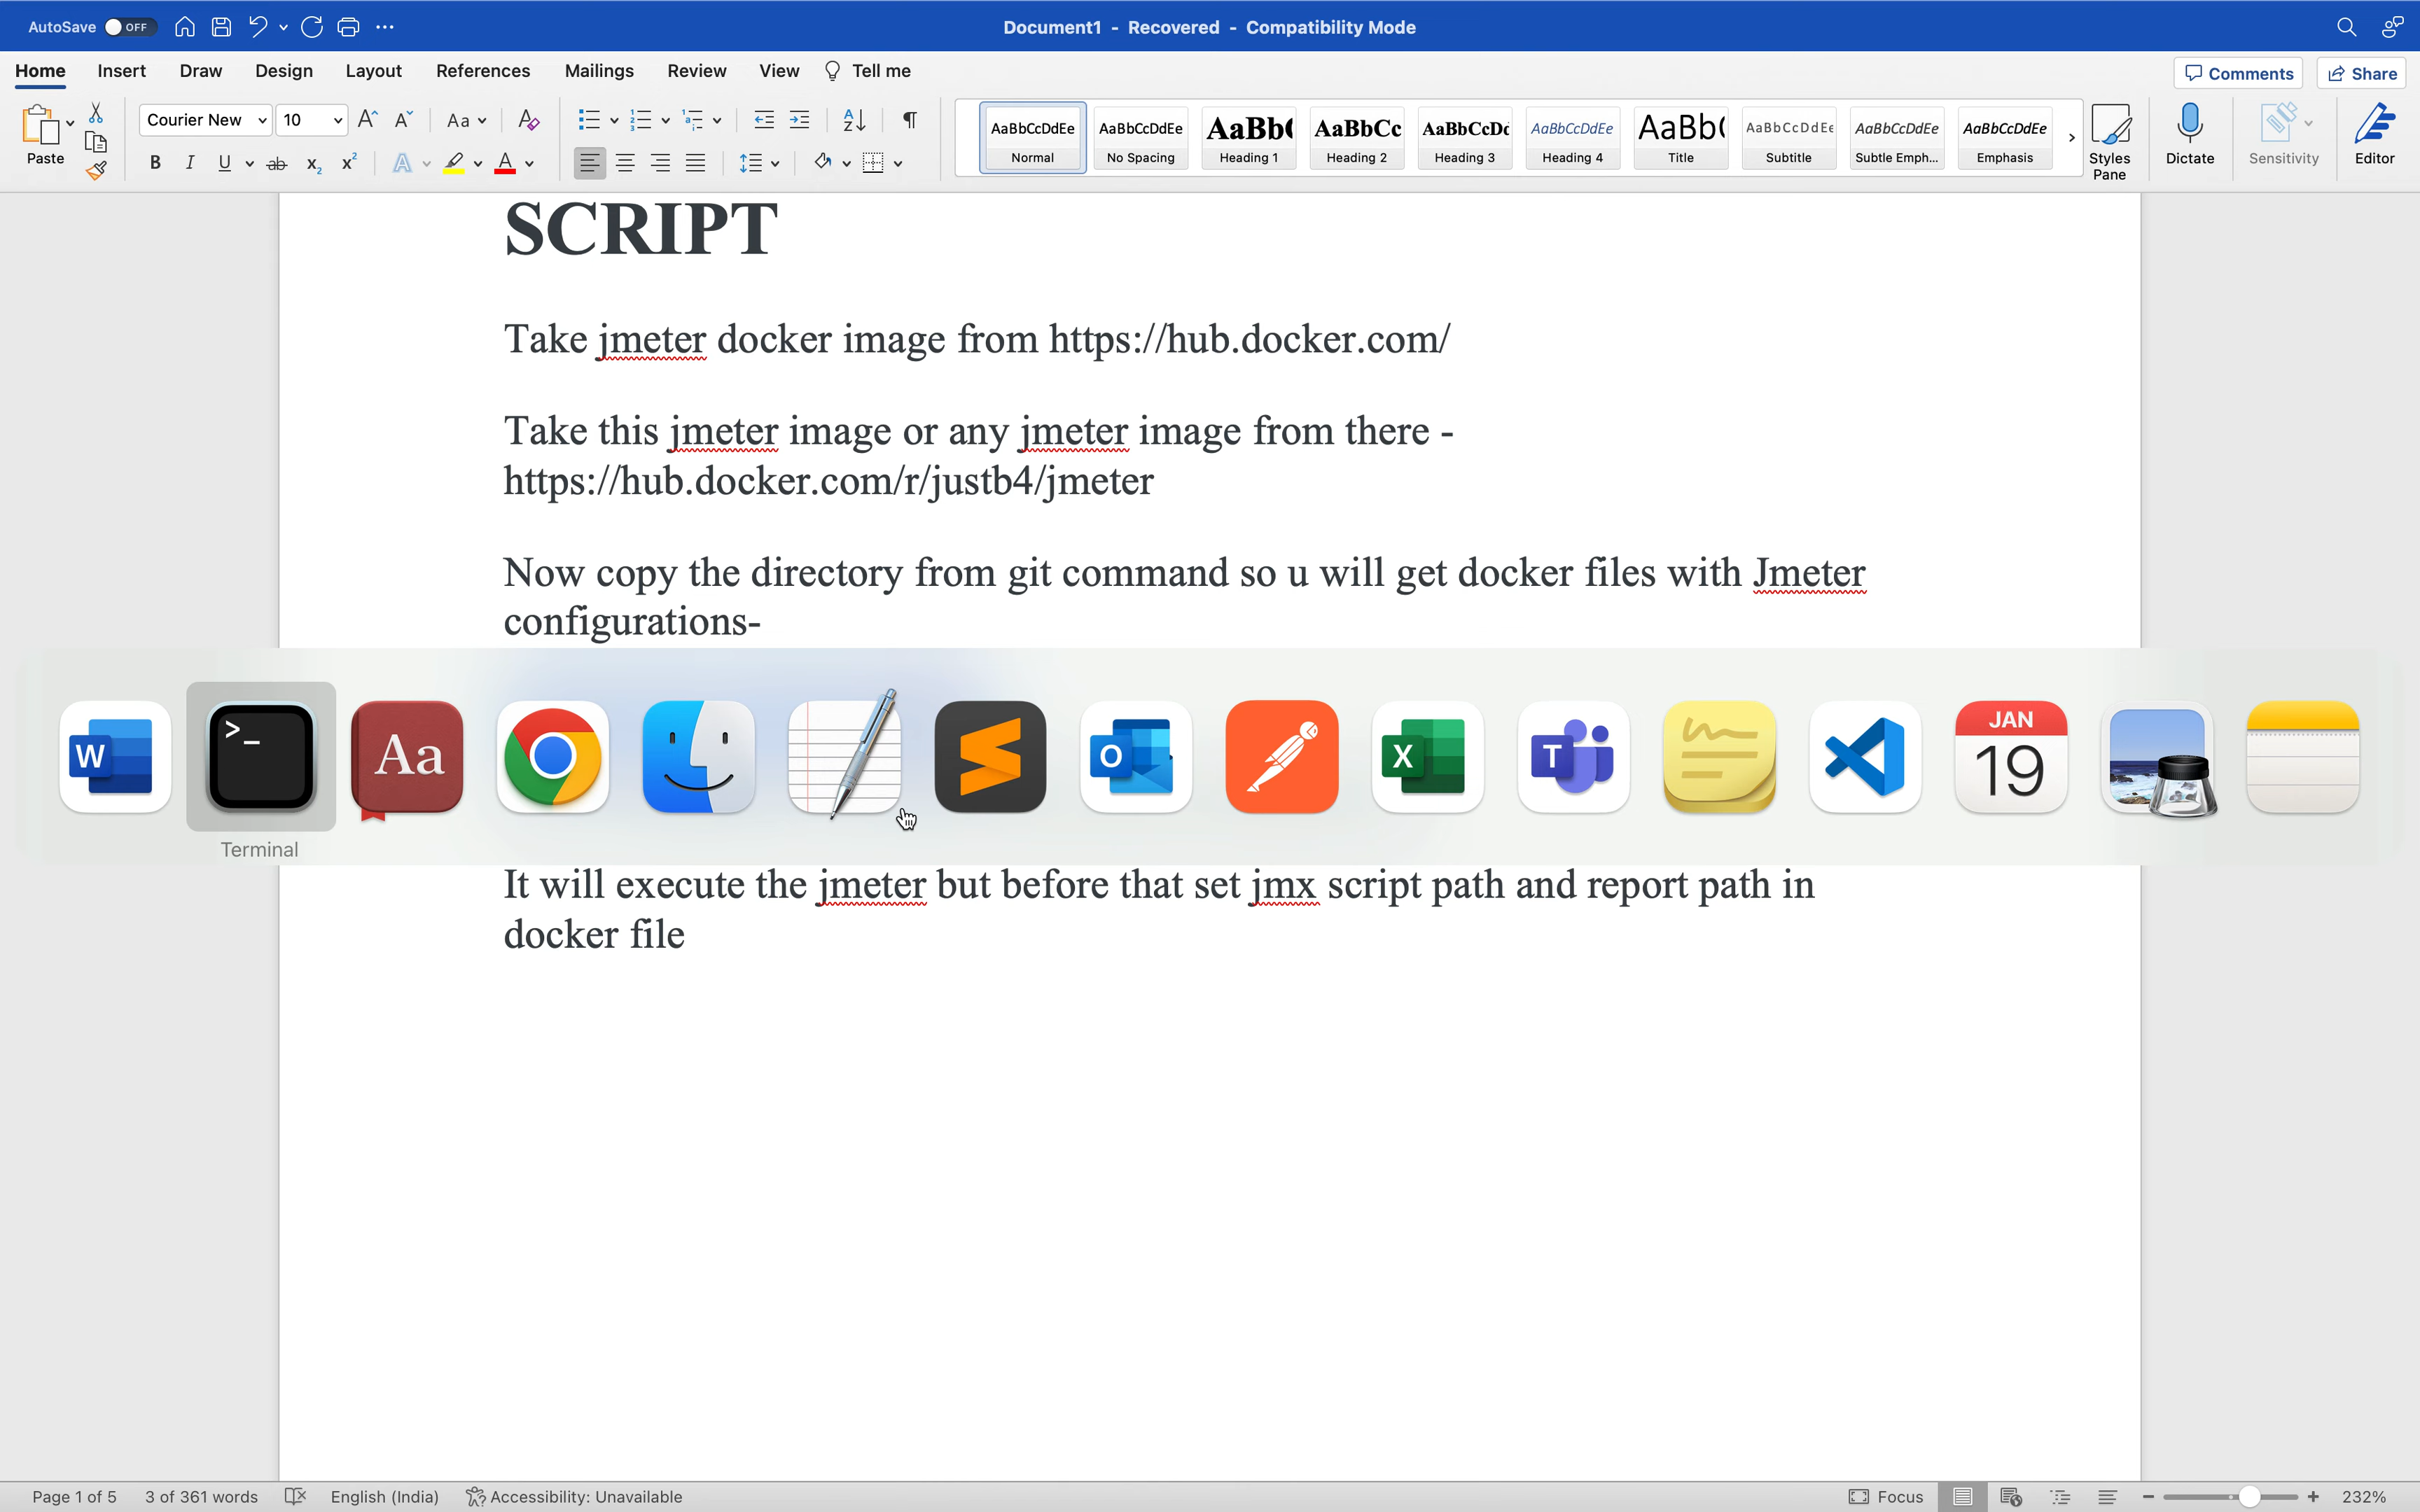 AutoSave OFF
Document1 - Recovered - Compatibility Mode
Home Insert Draw Design Layout References Mailings Review View Tell me
Comments Share
Paste
Courier New 10 Aa
AaBbCcDdEe AaBbCcDdEe AaBb( AaBbCc AaBbCcDc AaBbCcDdEe AaBb( AaBbCcDdEe AaBbCcDdEe AaBbCcDdEe
Normal No Spacing Heading 1 Heading 2 Heading 3 Heading 4 Title Subtitle Subtle Emph... Emphasis
Styles Pane
Dictate
Sensitivity
Editor
B I U ab x2 x2 A A
SCRIPT
Take jmeter docker image from https://hub.docker.com/
Take this jmeter image or any jmeter image from there -
https://hub.docker.com/r/justb4/jmeter
Now copy the directory from git command so u will get docker files with Jmeter
configurations-
W >_ Aa O X T JAN 19
Terminal
It will execute the jmeter but before that set jmx script path and report path in
docker file
Page 1 of 5 3 of 361 words English (India) Accessibility: Unavailable Focus 232%